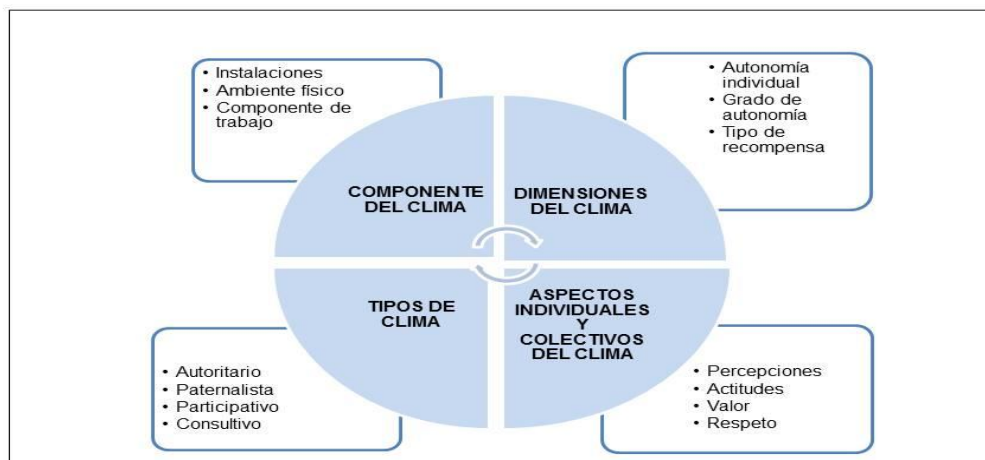 • Instalaciones
• Ambiente físico
• Componente de
trabajo
• Autonomía
individual
• Grado de
autonomía
• Tipo de
recompensa
COMPONENTE
DEL CLIMA
DIMENSIONES
DEL CLIMA
TIPOS DE
CLIMA
ASPECTOS
INDIVIDUALES
Y
COLECTIVOS
DEL CLIMA
• Autoritario
• Paternalista
• Participativo
• Consultivo
• Percepciones
• Actitudes
• Valor
• Respeto